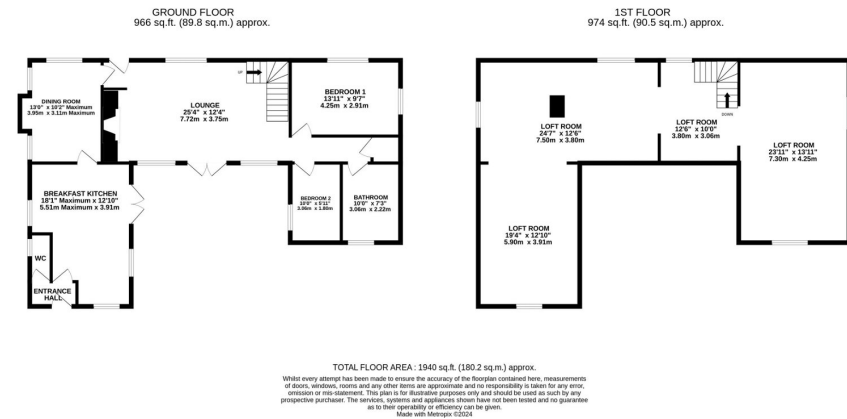 GROUND FLOOR
966 sq.ft. (89.8 sq.m.) approx.
1ST FLOOR
974 sq.ft. (90.5 sq.m.) approx.
DINING ROOM
13'0" x 10'2" Maximum
3.95m x 3.11m Maximum
LOUNGE
25'4" x 12'4"
7.72m x 3.75m
UP
BEDROOM 1
13'11" x 9'7"
4.25m x 2.91m
BREAKFAST KITCHEN
18'1" Maximum x 12'10"
5.51m Maximum x 3.91m
BEDROOM 2
10'0" x 5'11"
3.06m x 1.80m
BATHROOM
10'0" x 7'3"
3.06m x 2.22m
WC
ENTRANCE
HALL
LOFT ROOM
24'7" x 12'6"
7.50m x 3.80m
LOFT ROOM
12'6" x 10'0"
3.80m x 3.06m
DOWN
LOFT ROOM
23'11" x 13'11"
7.30m x 4.25m
LOFT ROOM
19'4" x 12'10"
5.90m x 3.91m
TOTAL FLOOR AREA : 1940 sq.ft. (180.2 sq.m.) approx.
Whilst every attempt has been made to ensure the accuracy of the floorplan contained here, measurements
of doors, windows, rooms and any other items are approximate and no responsibility is taken for any error,
omission or mis-statement. This plan is for illustrative purposes only and should be used as such by any
prospective purchaser. The services, systems and appliances shown have not been tested and no guarantee
as to their operability or efficiency can be given.
Made with Metropix ©2024